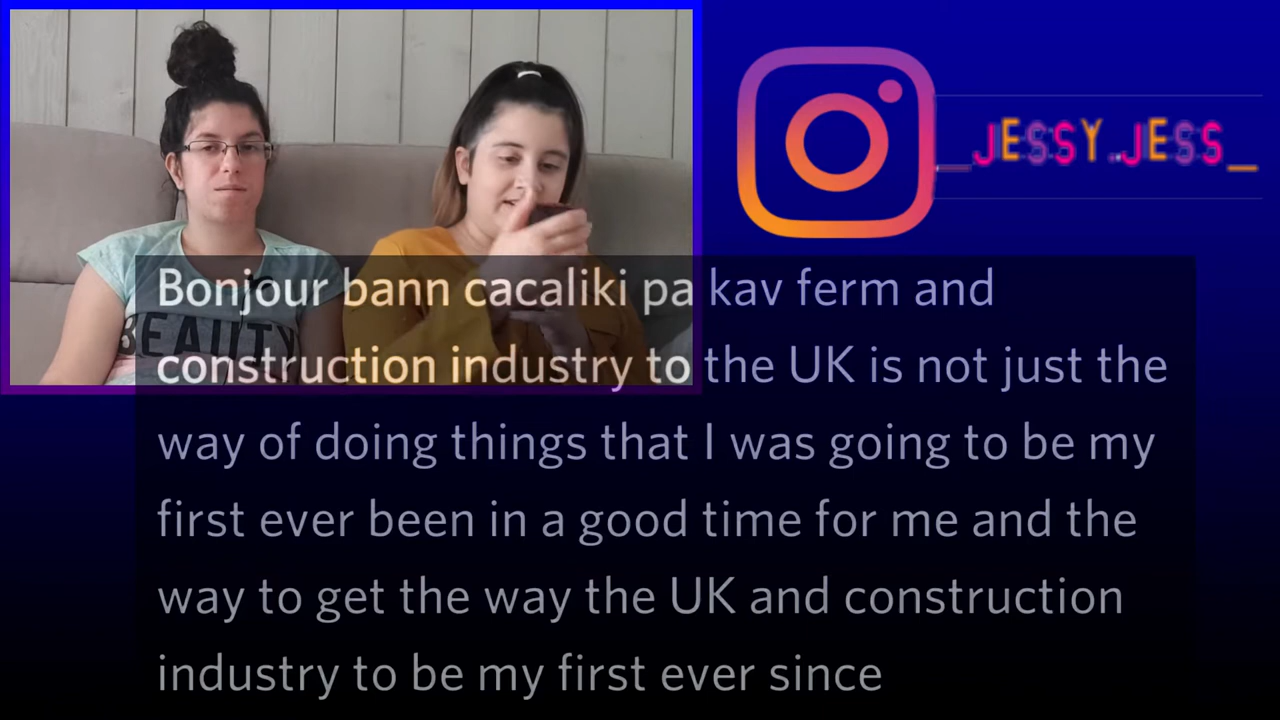 _JESSY.JESS_
BEAUTY
Bonjour bann cacaliki pa kav ferm and
construction industry to the UK is not just the
way of doing things that I was going to be my
first ever been in a good time for me and the
way to get the way the UK and construction
industry to be my first ever since